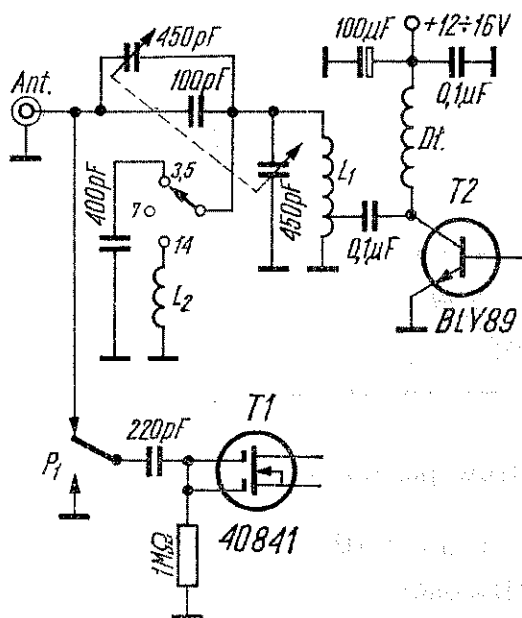 450pF
100μF
+12÷16V
Ant.
100pF
0,1μF
Dł.
400pF
3,5
7
14
450pF
L1
L2
0,1μF
T2
BLY89
P1
220pF
T1
40841
1MΩ